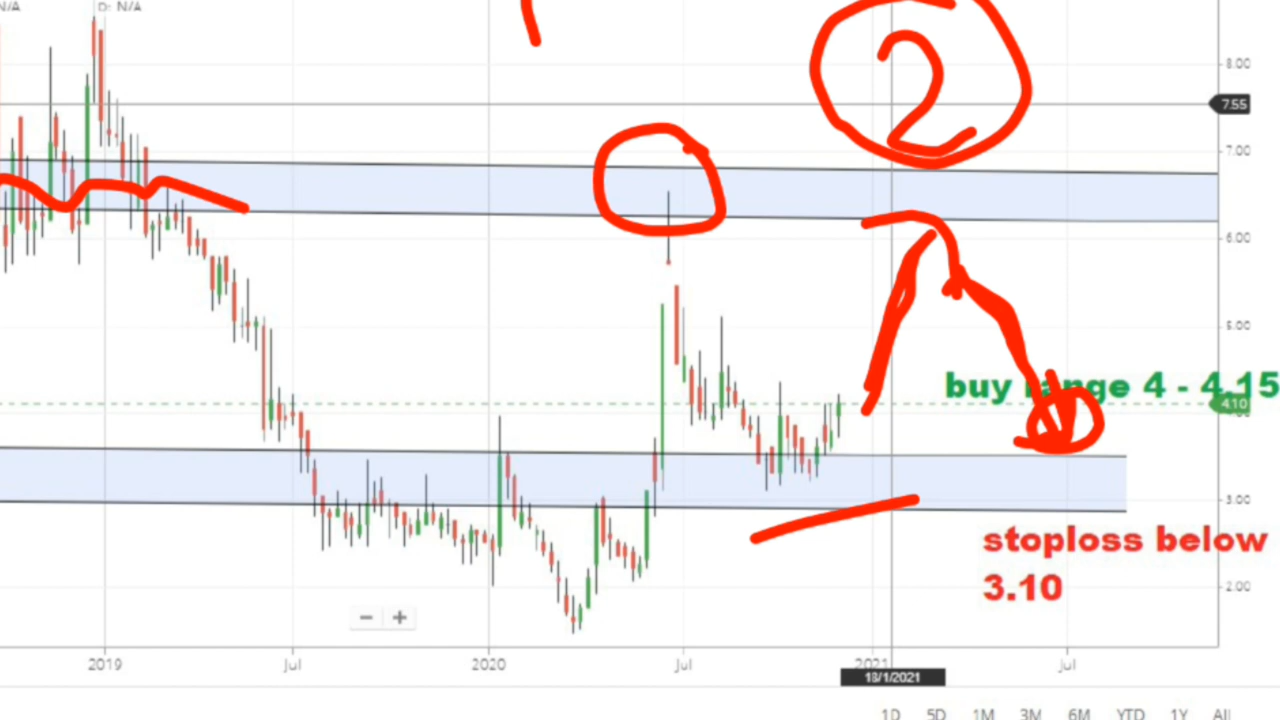 N/A D: N/A
2
8.00
7.55
7.00
6.00
5.00
buy range 4 - 4.15
4.10
3.00
stoploss below
3.10
2.00
2019 Jul 2020 Jul 2021 Jul
18/1/2021
1D 5D 1M 3M 6M YTD 1Y All